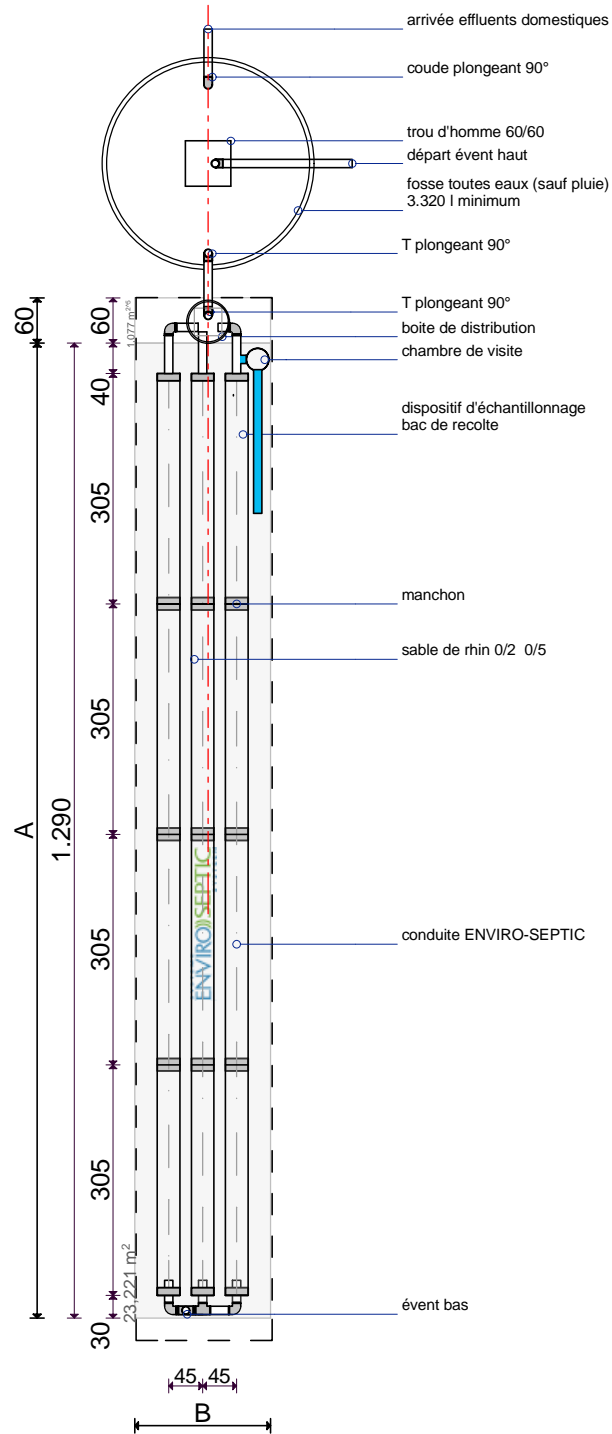 arrivée effluents domestiques
coude plongeant 90°
trou d'homme 60/60
départ évent haut
fosse toutes eaux (sauf pluie)
3.320 l minimum
T plongeant 90°
T plongeant 90°
boite de distribution
chambre de visite
dispositif d'échantillonnage
bac de recolte
manchon
sable de rhin 0/2 0/5
conduite ENVIRO-SEPTIC
évent bas
60
60
40
305
305
305
305
30
A
1.290
ENVIRO))SEPTIC
23,221 m²
45 45
B